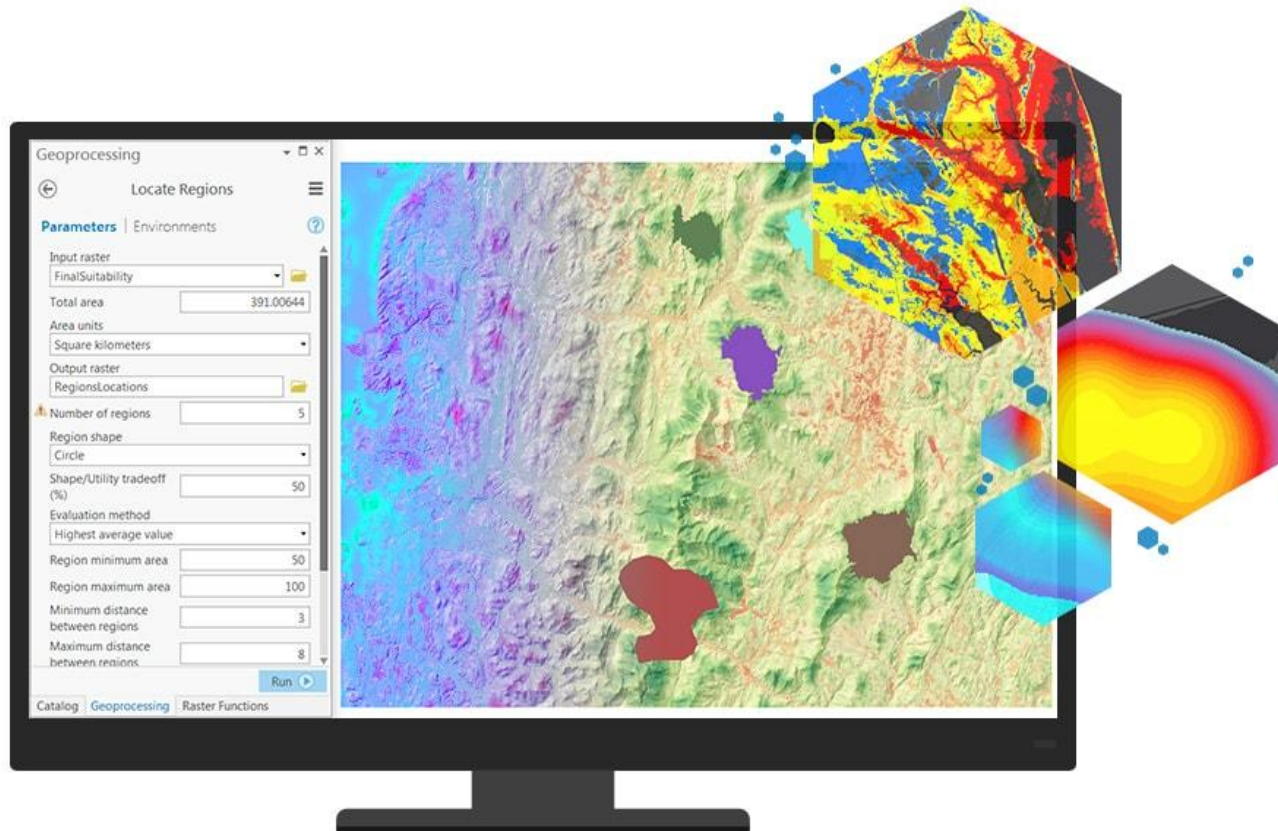 Geoprocessing
Locate Regions
Parameters | Environments
Input raster
FinalSuitability
Total area 391.00644
Area units
Square kilometers
Output raster
RegionsLocations
Number of regions 5
Region shape
Circle
Shape/Utility tradeoff
(%) 50
Evaluation method
Highest average value
Region minimum area 50
Region maximum area 100
Minimum distance
between regions 3
Maximum distance
between regions 8
Run
Catalog Geoprocessing Raster Functions